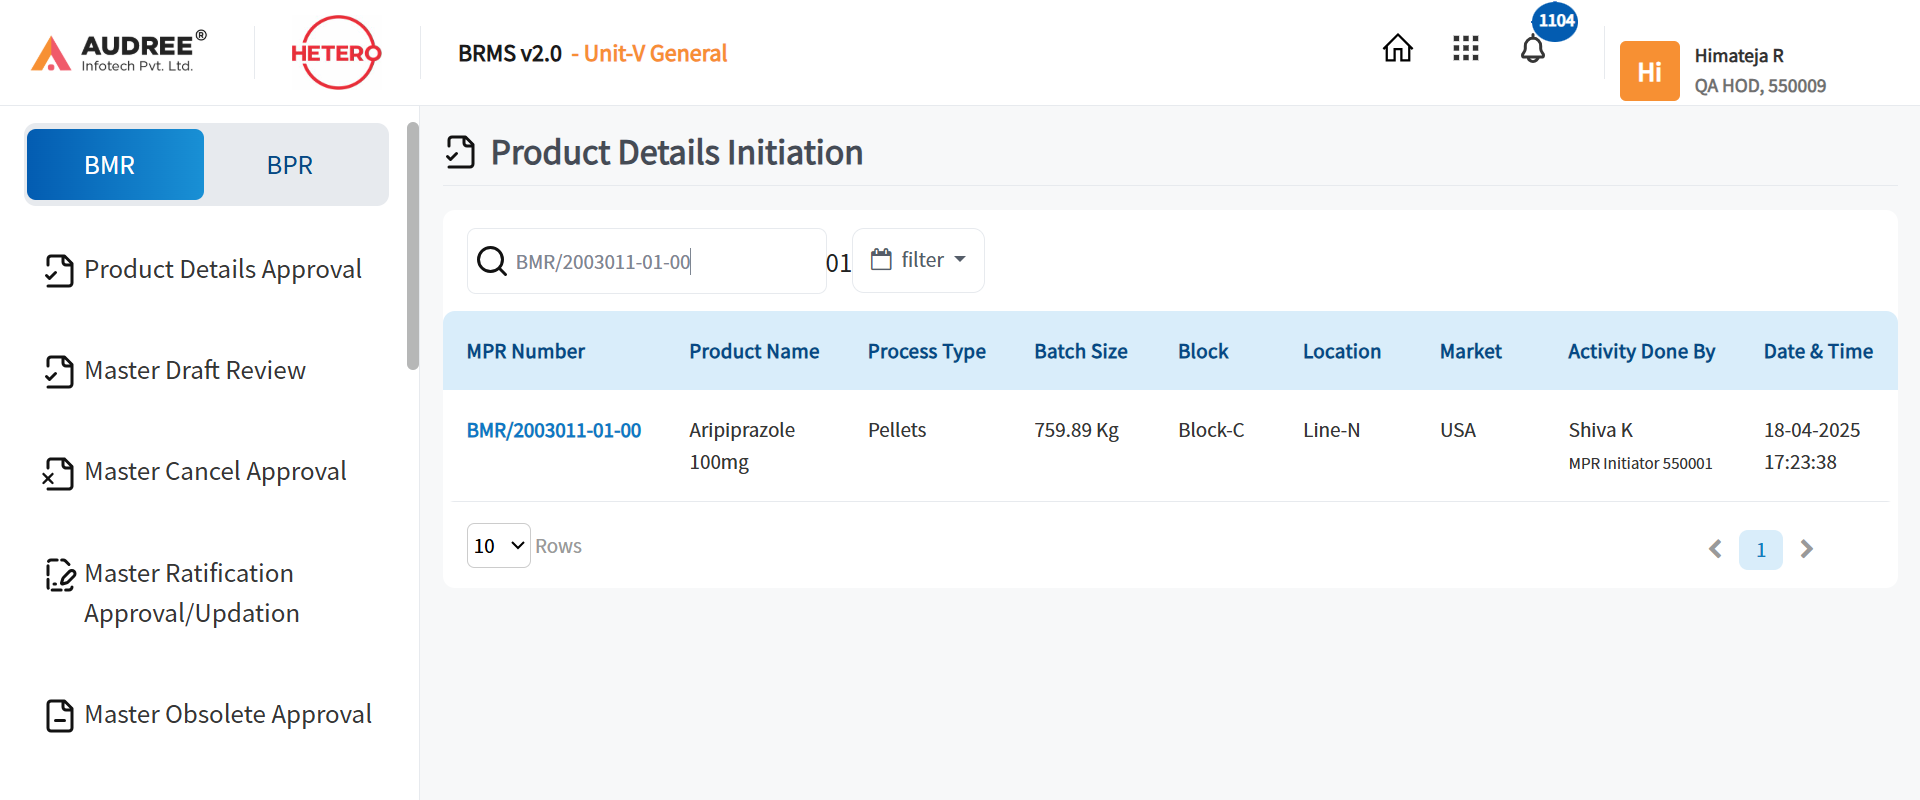 AUDREE®
Infotech Pvt. Ltd.
HETERO
BRMS v2.0 - Unit-V General
1104
Hi
Himateja R
QA HOD, 550009
BMR
BPR
Product Details Approval
Master Draft Review
Master Cancel Approval
Master Ratification
Approval/Updation
Master Obsolete Approval
Product Details Initiation
BMR/2003011-01-00
01
filter
MPR Number Product Name Process Type Batch Size Block Location Market Activity Done By Date & Time
BMR/2003011-01-00 Aripiprazole Pellets 759.89 Kg Block-C Line-N USA Shiva K 18-04-2025
100mg MPR Initiator 550001 17:23:38
10 Rows
1